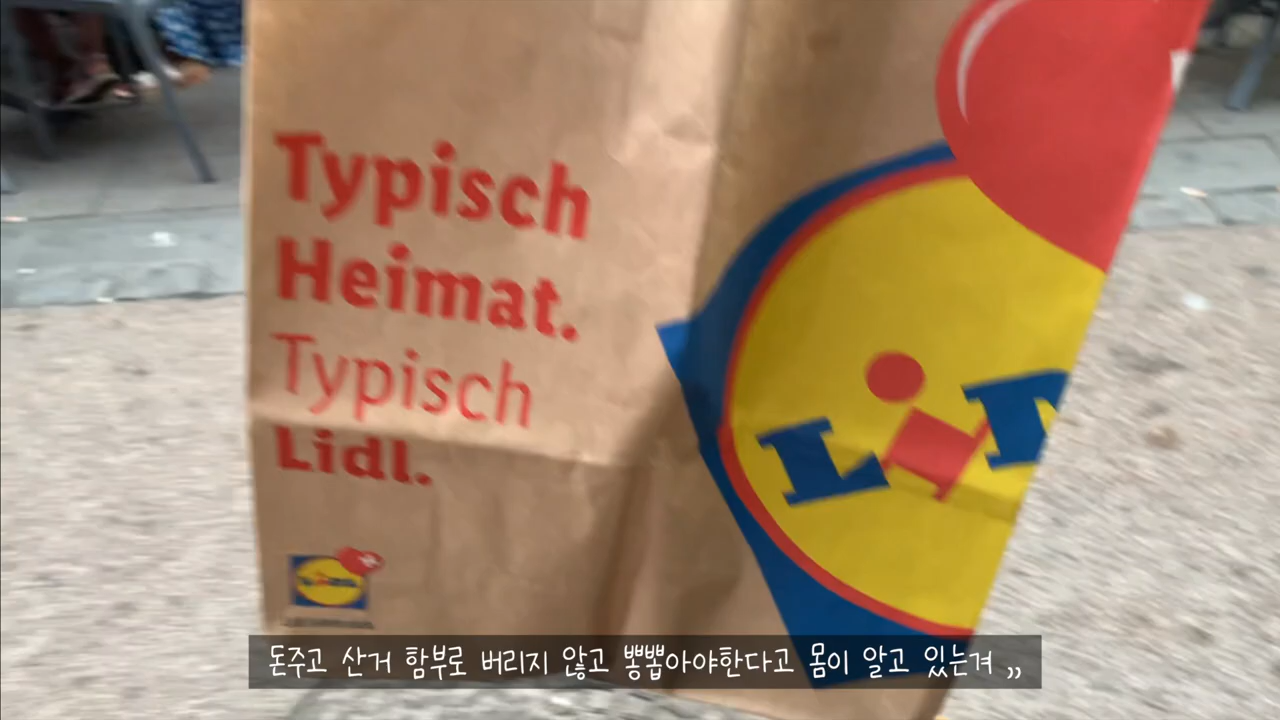 Typisch
Heimat.
Typisch
Lidl.
LiD
돈주고 산거 함부로 버리지 않고 뽕뽑아야한다고 몸이 알고 있는겨 ,,